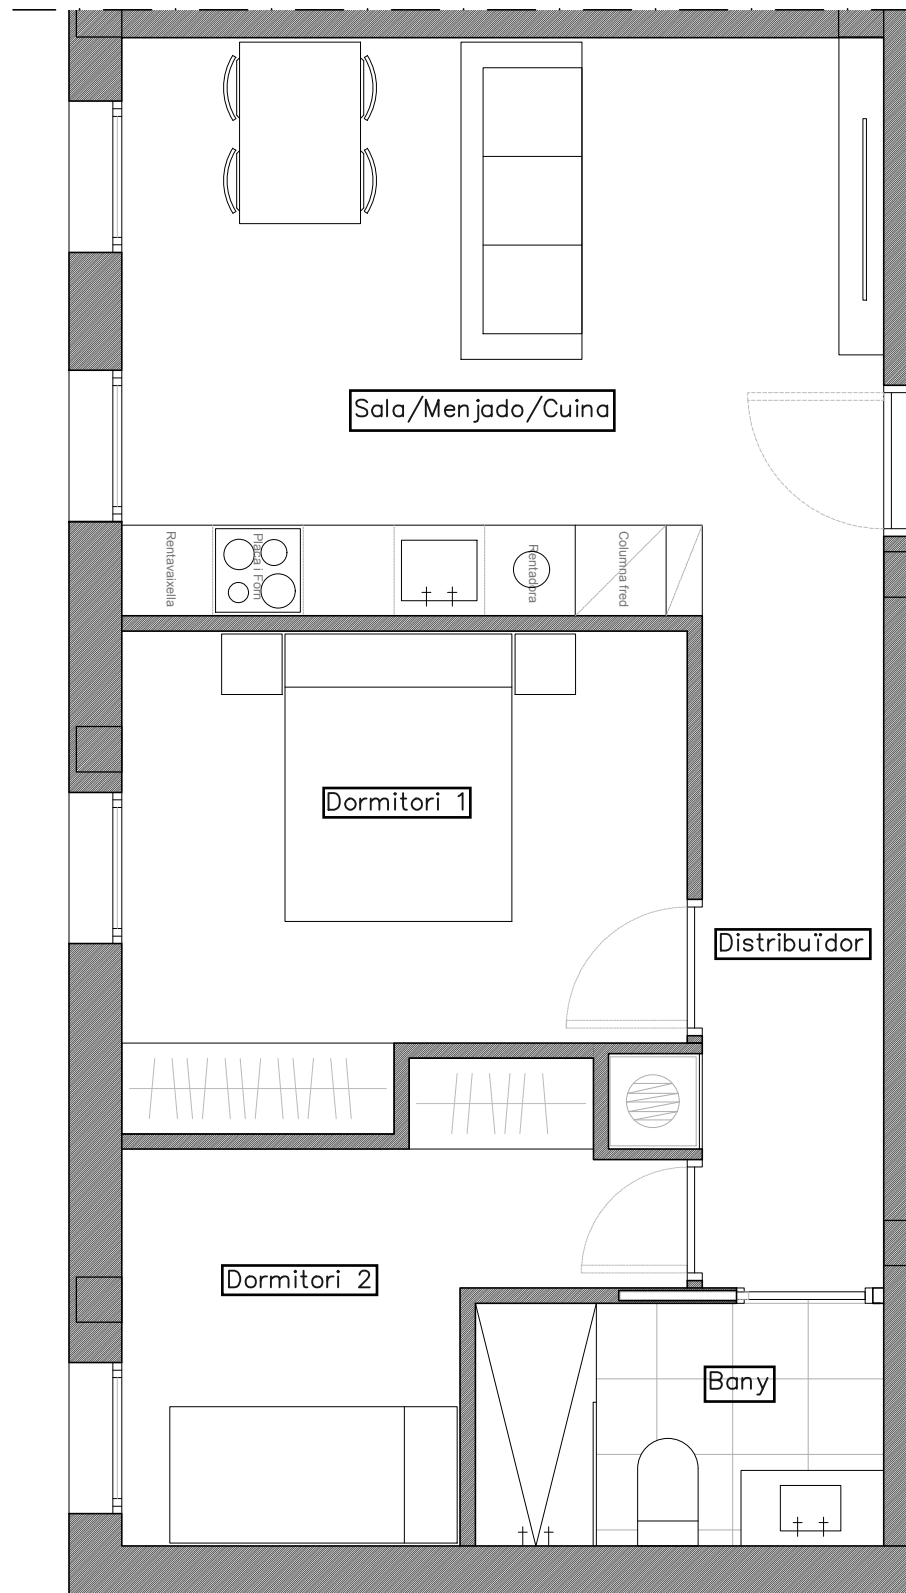 Sala/Menjado/Cuina
Rentavaixella
Placa i Forn
Rentadora
Columna fred
Dormitori 1
Distribuïdor
Dormitori 2
Bany